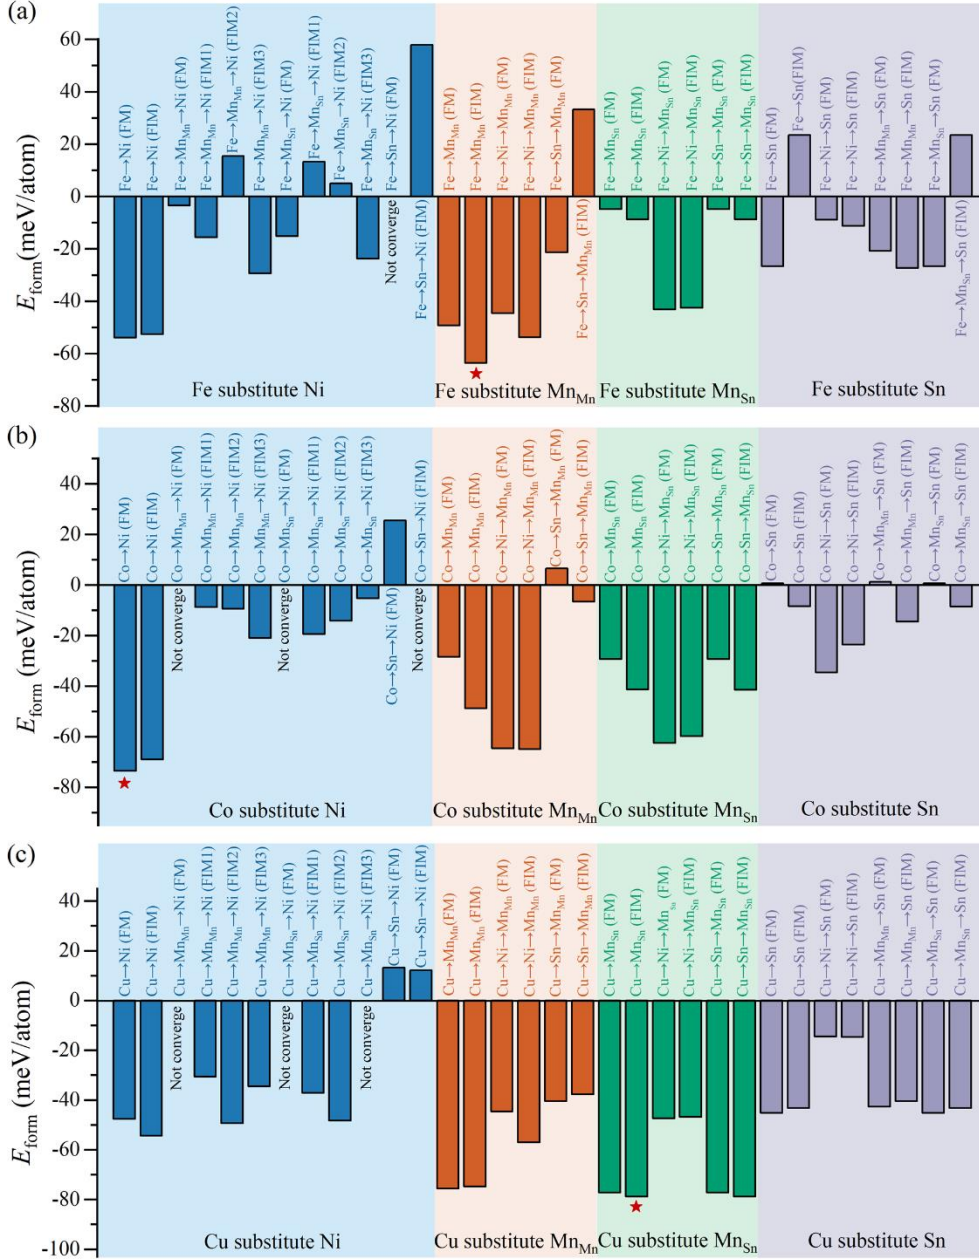 (a)
E_form(meV/atom)
60
40
20
0
-20
-40
-60
-80
Fe→Ni (FM)
Fe→Ni (FIM)
Fe→Mn_Mn→Ni (FM)
Fe→Mn_Mn→Ni (FIM1)
Fe→Mn_Mn→Ni (FIM2)
Fe→Mn_Mn→Ni (FIM3)
Fe→Mn_Sn→Ni (FM)
Fe→Mn_Sn→Ni (FIM1)
Fe→Mn_Sn→Ni (FIM2)
Fe→Mn_Sn→Ni (FIM3)
Fe→Sn→Ni (FM)
Not converge
Fe→Sn→Ni (FIM)
Fe→Mn_Mn (FM)
Fe→Mn_Mn (FIM)
Fe→Ni→Mn_Mn (FM)
Fe→Ni→Mn_Mn (FIM)
Fe→Sn→Mn_Mn (FM)
Fe→Sn→Mn_Mn (FIM)
Fe→Mn_Sn (FM)
Fe→Mn_Sn (FIM)
Fe→Ni→Mn_Sn (FM)
Fe→Ni→Mn_Sn (FIM)
Fe→Sn→Mn_Sn (FM)
Fe→Sn→Mn_Sn (FIM)
Fe→Sn (FM)
Fe→Sn(FIM)
Fe→Ni→Sn (FM)
Fe→Ni→Sn (FIM)
Fe→Mn_Mn→Sn (FM)
Fe→Mn_Mn→Sn (FIM)
Fe→Mn_Sn→Sn (FM)
Fe→Mn_Sn→Sn (FIM)
Fe substitute Ni
Fe substitute Mn_Mn
Fe substitute Mn_Sn
Fe substitute Sn
(b)
E_form (meV/atom)
40
20
0
-20
-40
-60
-80
Co→Ni (FM)
Co→Ni (FIM)
Co→Mn_Mn→Ni (FM)
Not converge
Co→Mn_Mn→Ni (FIM1)
Co→Mn_Mn→Ni (FIM2)
Co→Mn_Mn→Ni (FIM3)
Co→Mn_Sn→Ni (FM)
Not converge
Co→Mn_Sn→Ni (FIM1)
Co→Mn_Sn→Ni (FIM2)
Co→Mn_Sn→Ni (FIM3)
Co→Sn→Ni (FM)
Co→Sn→Ni (FIM)
Not converge
Co→Mn_Mn (FM)
Co→Mn_Mn (FIM)
Co→Ni→Mn_Mn (FM)
Co→Ni→Mn_Mn (FIM)
Co→Sn→Mn_Mn (FM)
Co→Sn→Mn_Mn (FIM)
Co→Mn_Sn (FM)
Co→Mn_Sn (FIM)
Co→Ni→Mn_Sn (FM)
Co→Ni→Mn_Sn (FIM)
Co→Sn→Mn_Sn (FM)
Co→Sn→Mn_Sn (FIM)
Co→Sn (FM)
Co→Sn (FIM)
Co→Ni→Sn (FM)
Co→Ni→Sn (FIM)
Co→Mn_Mn→Sn (FM)
Co→Mn_Mn→Sn (FIM)
Co→Mn_Sn→Sn (FM)
Co→Mn_Sn→Sn (FIM)
Co substitute Ni
Co substitute Mn_Mn
Co substitute Mn_Sn
Co substitute Sn
(c)
E_form (meV/atom)
40
20
0
-20
-40
-60
-80
-100
Cu→Ni (FM)
Cu→Ni (FIM)
Cu→Mn_Mn→Ni (FM)
Not converge
Cu→Mn_Mn→Ni (FIM1)
Cu→Mn_Mn→Ni (FIM2)
Cu→Mn_Mn→Ni (FIM3)
Cu→Mn_Sn→Ni (FM)
Not converge
Cu→Mn_Sn→Ni (FIM1)
Cu→Mn_Sn→Ni (FIM2)
Cu→Mn_Sn→Ni (FIM3)
Not converge
Cu→Sn→Ni (FM)
Cu→Sn→Ni (FIM)
Cu→Mn_Mn (FM)
Cu→Mn_Mn (FIM)
Cu→Ni→Mn_Mn (FM)
Cu→Ni→Mn_Mn (FIM)
Cu→Sn→Mn_Mn (FM)
Cu→Sn→Mn_Mn (FIM)
Cu→Mn_Sn (FM)
Cu→Mn_Sn (FIM)
Cu→Ni→Mn_Sn (FM)
Cu→Ni→Mn_Sn (FIM)
Cu→Sn→Mn_Sn (FM)
Cu→Sn→Mn_Sn (FIM)
Cu→Sn (FM)
Cu→Sn (FIM)
Cu→Ni→Sn (FM)
Cu→Ni→Sn (FIM)
Cu→Mn_Mn→Sn (FM)
Cu→Mn_Mn→Sn (FIM)
Cu→Mn_Sn→Sn (FM)
Cu→Mn_Sn→Sn (FIM)
Cu substitute Ni
Cu substitute Mn_Mn
Cu substitute Mn_Sn
Cu substitute Sn